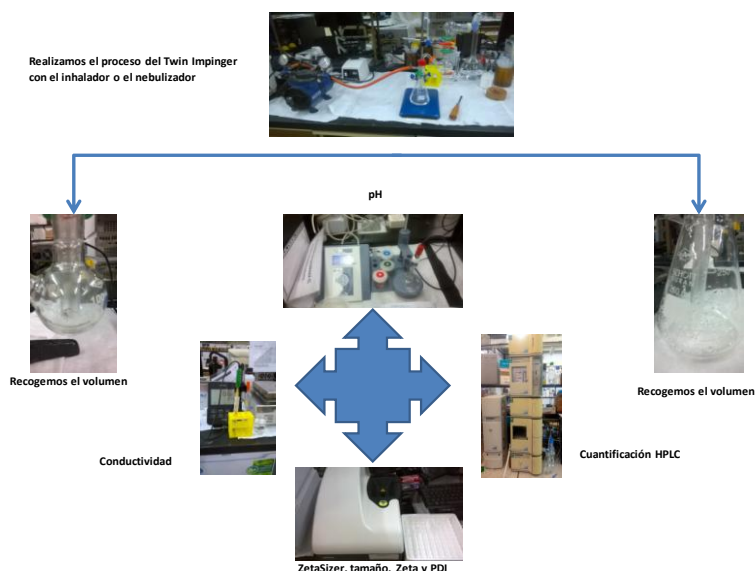 Realizamos el proceso del Twin Impinger
con el inhalador o el nebulizador
pH
Recogemos el volumen
Recogemos el volumen
Conductividad
Cuantificación HPLC
ZetaSizer, tamaño, Zeta y PDI